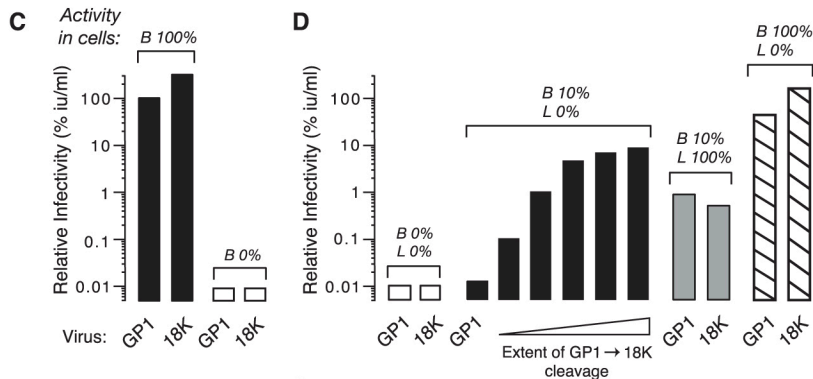 C
Activity
in cells:
B 100%
Relative Infectivity (% iu/ml)
100
10
1
0.1
0.01
B 0%
Virus:
GP1
18K
GP1
18K
D
Relative Infectivity (% iu/ml)
100
10
1
0.1
0.01
B 0%
L 0%
B 10%
L 0%
B 10%
L 100%
B 100%
L 0%
GP1
18K
GP1
Extent of GP1 → 18K
cleavage
GP1
18K
GP1
18K